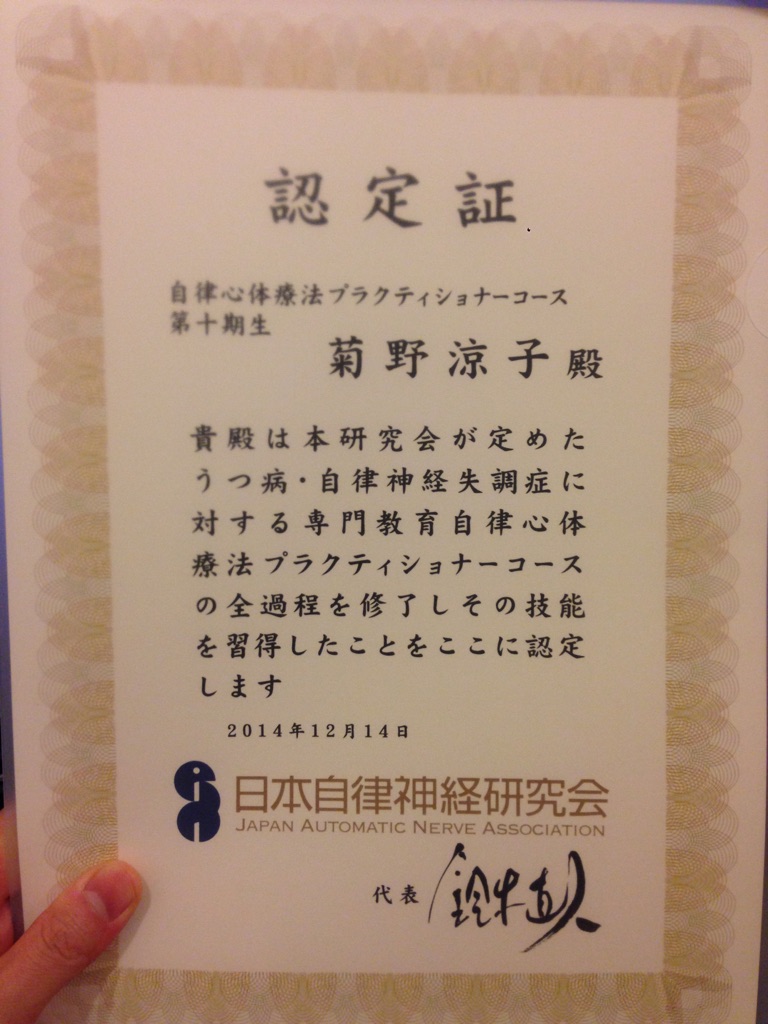 認定証
自律心体療法プラクティショナーコース
第十期生
菊野涼子殿
貴殿は本研究会が定めた
うつ病・自律神経失調症に
対する専門教育自律心体
療法プラクティショナーコース
の全過程を修了しその技能
を習得したことをここに認定
します
2014年12月14日
日本自律神経研究会
JAPAN AUTOMATIC NERVE ASSOCIATION
代表 鈴木直人